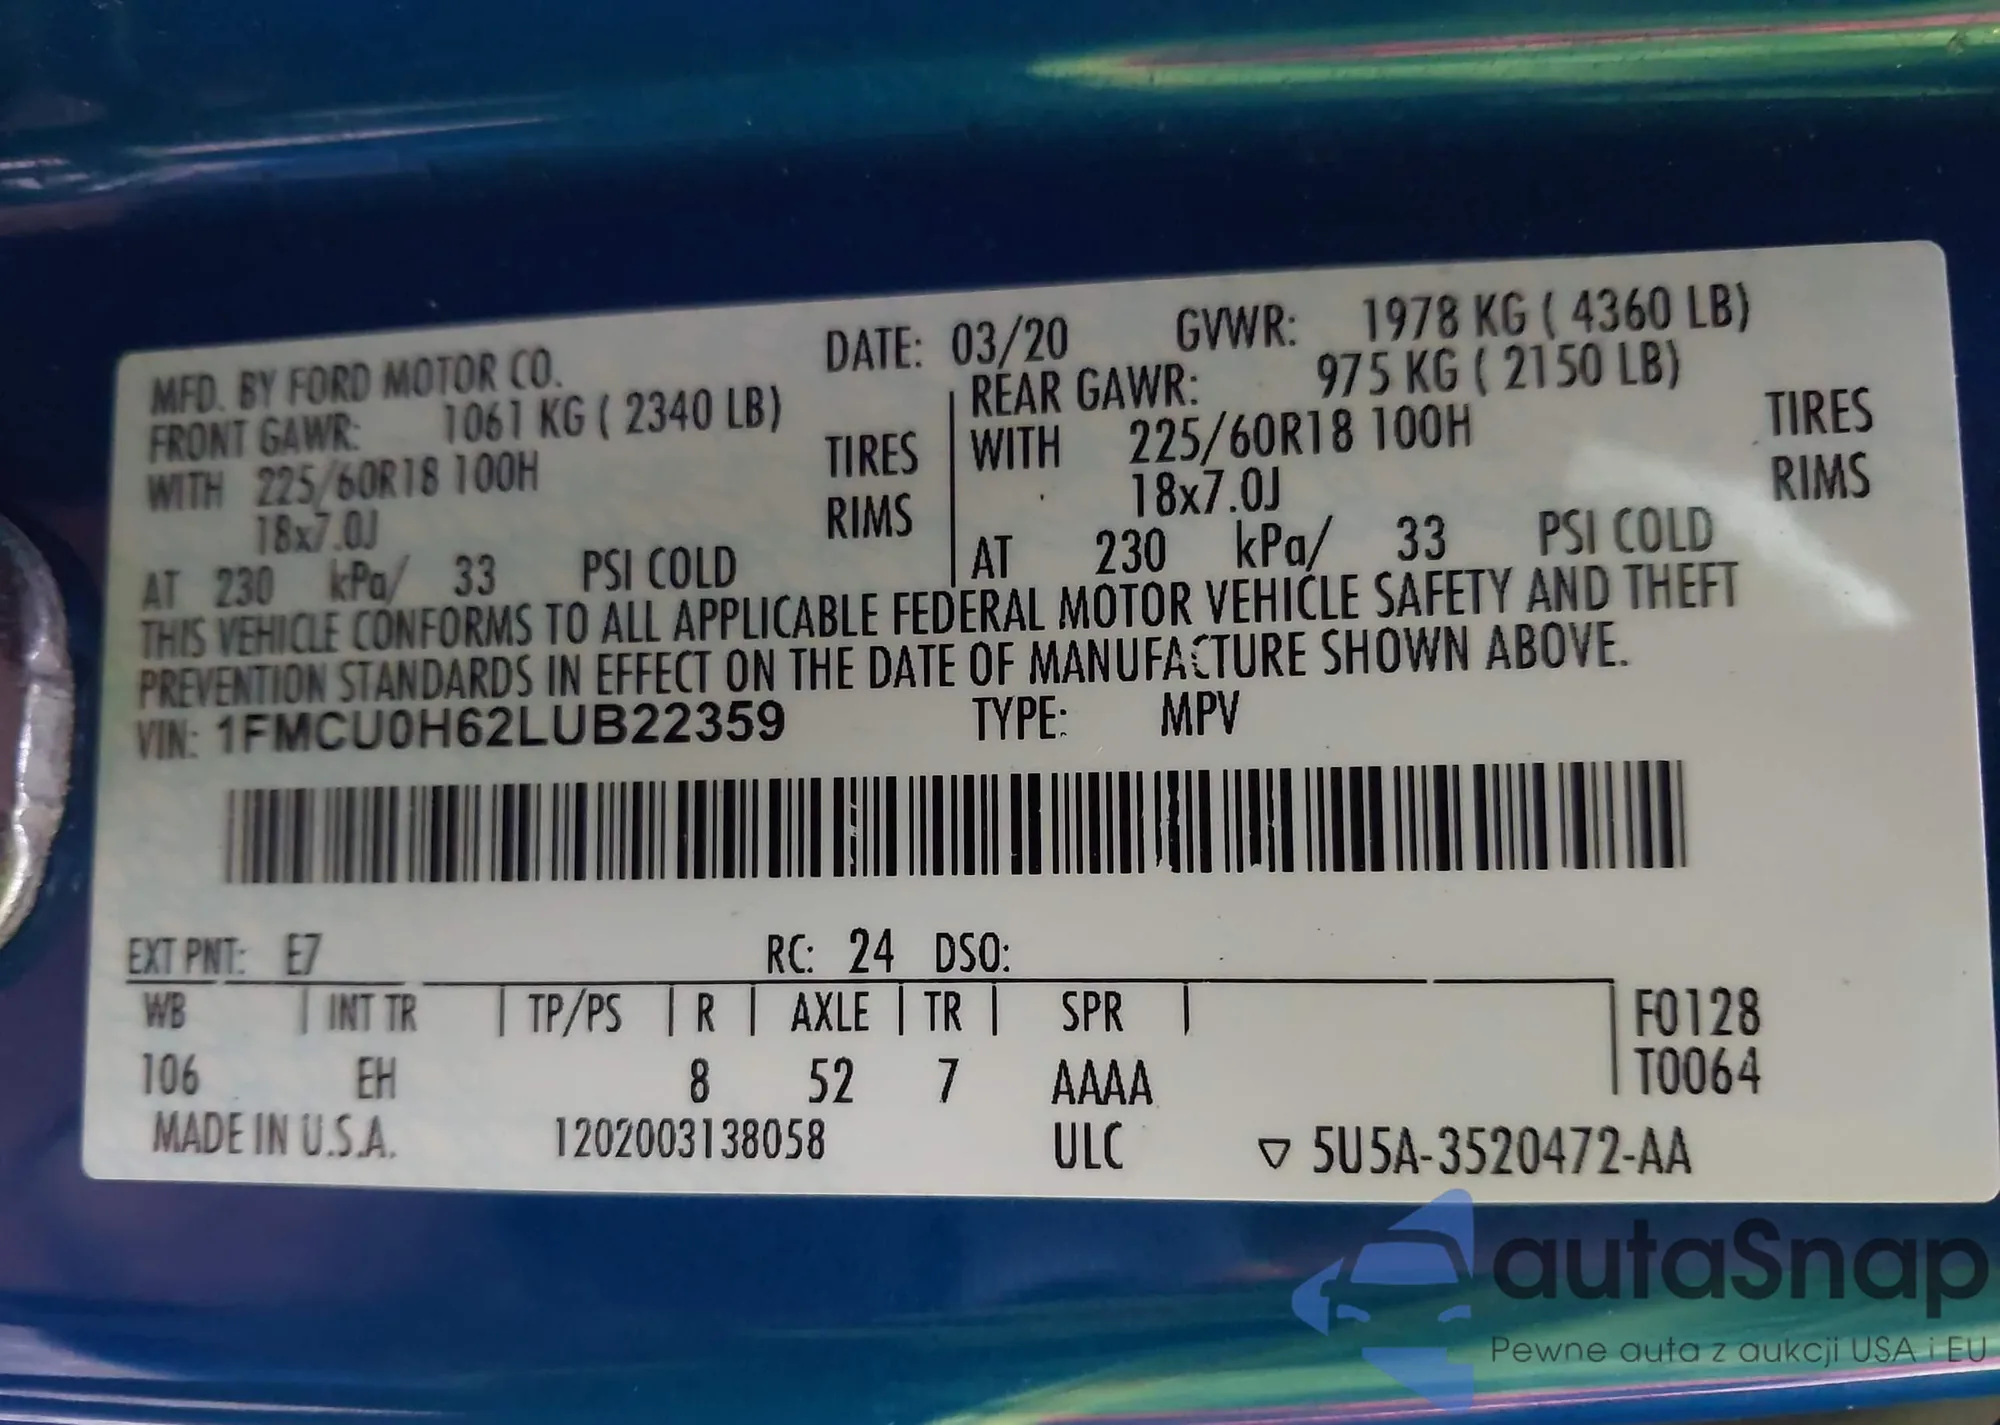 MFD. BY FORD MOTOR CO. DATE: 03/20 GVWR: 1978 KG ( 4360 LB)
FRONT GAWR: 1061 KG ( 2340 LB) REAR GAWR: 975 KG ( 2150 LB)
WITH 225/60R18 100H TIRES WITH 225/60R18 100H TIRES
18x7.0J RIMS 18x7.0J RIMS
AT 230 kPa/ 33 PSI COLD AT 230 kPa/ 33 PSI COLD
THIS VEHICLE CONFORMS TO ALL APPLICABLE FEDERAL MOTOR VEHICLE SAFETY AND THEFT
PREVENTION STANDARDS IN EFFECT ON THE DATE OF MANUFACTURE SHOWN ABOVE.
VIN: 1FMCU0H62LUB22359 TYPE: MPV
EXT PNT: E7 RC: 24 DSO:
WB | INT TR | TP/PS | R | AXLE | TR | SPR | F0128
106 EH 8 52 7 AAAA T0064
MADE IN U.S.A. 1202003138058 ULC ▽ 5U5A-3520472-AA
autaSnap
Pewne auta z aukcji USA i EU